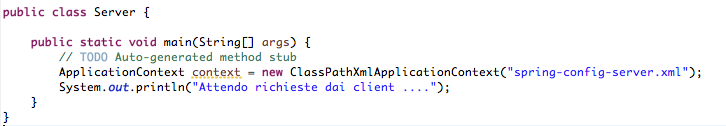 public class Server {
public static void main(String[] args) {
// TODO Auto-generated method stub
ApplicationContext context = new ClassPathXmlApplicationContext("spring-config-server.xml");
System.out.println("Attendo richieste dai client ....");
}
}